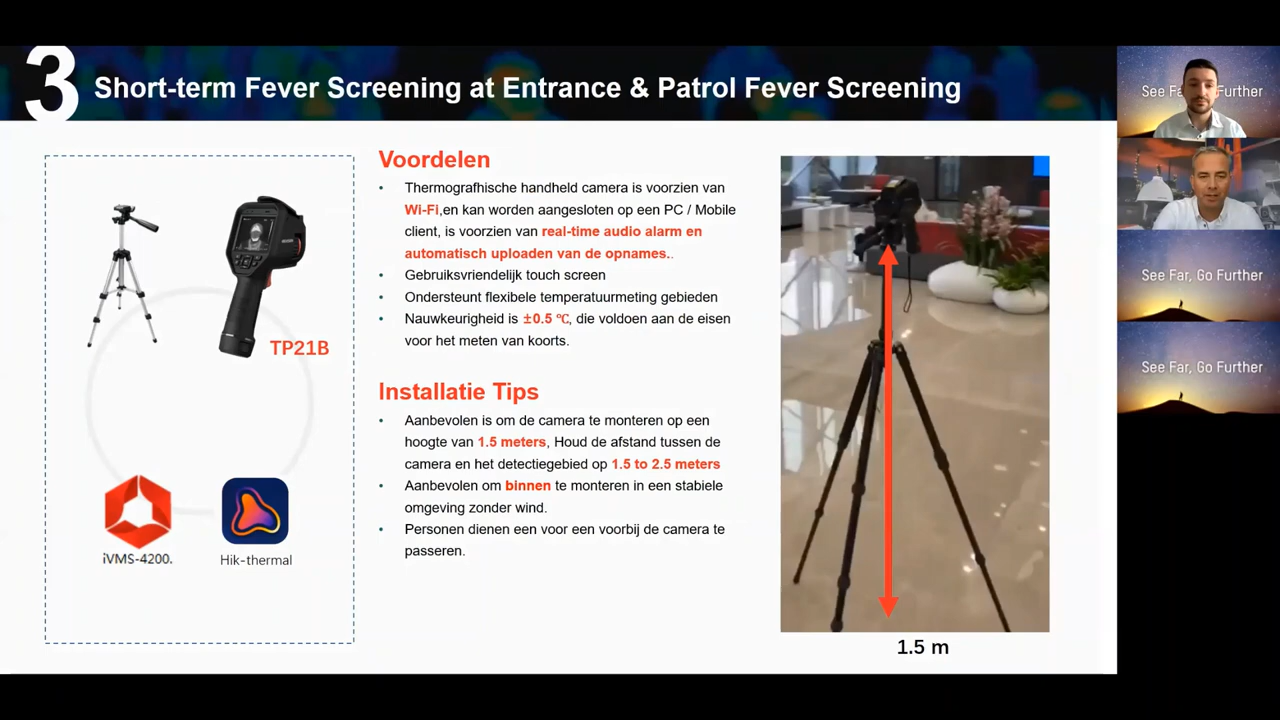 3
Short-term Fever Screening at Entrance & Patrol Fever Screening
TP21B
iVMS-4200.
Hik-thermal
Voordelen
• Thermografhische handheld camera is voorzien van
Wi-Fi,en kan worden aangesloten op een PC / Mobile
client, is voorzien van real-time audio alarm en
automatisch uploaden van de opnames..
• Gebruiksvriendelijk touch screen
• Ondersteunt flexibele temperatuurmeting gebieden
• Nauwkeurigheid is ±0.5 ℃, die voldoen aan de eisen
voor het meten van koorts.
Installatie Tips
• Aanbevolen is om de camera te monteren op een
hoogte van 1.5 meters, Houd de afstand tussen de
camera en het detectiegebied op 1.5 to 2.5 meters
• Aanbevolen om binnen te monteren in een stabiele
omgeving zonder wind.
• Personen dienen een voor een voorbij de camera te
passeren.
1.5 m
See Fa Further
See Far, Go Further
See Far, Go Further